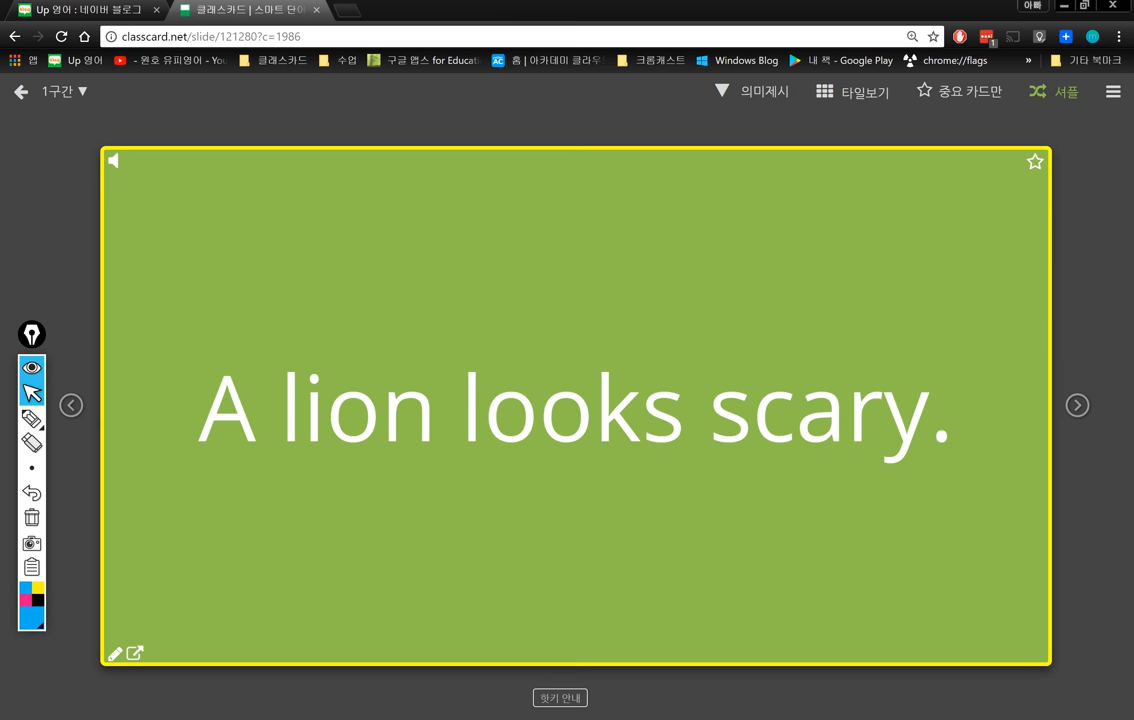 Up 영어 : 네이버 블로그
클래스카드 | 스마트 단어
아빠
classcard.net/slide/121280?c=1986
1
앱
Up 영어
- 원호 유피영어 - You
클래스카드
수업
구글 앱스 for Educati
홈 | 아카데미 클라우드
크롬캐스트
Windows Blog
내 책 - Google Play
chrome://flags
»
기타 북마크
1구간 ▼
의미제시
타일보기
중요 카드만
셔플
A lion looks scary.
핫키 안내